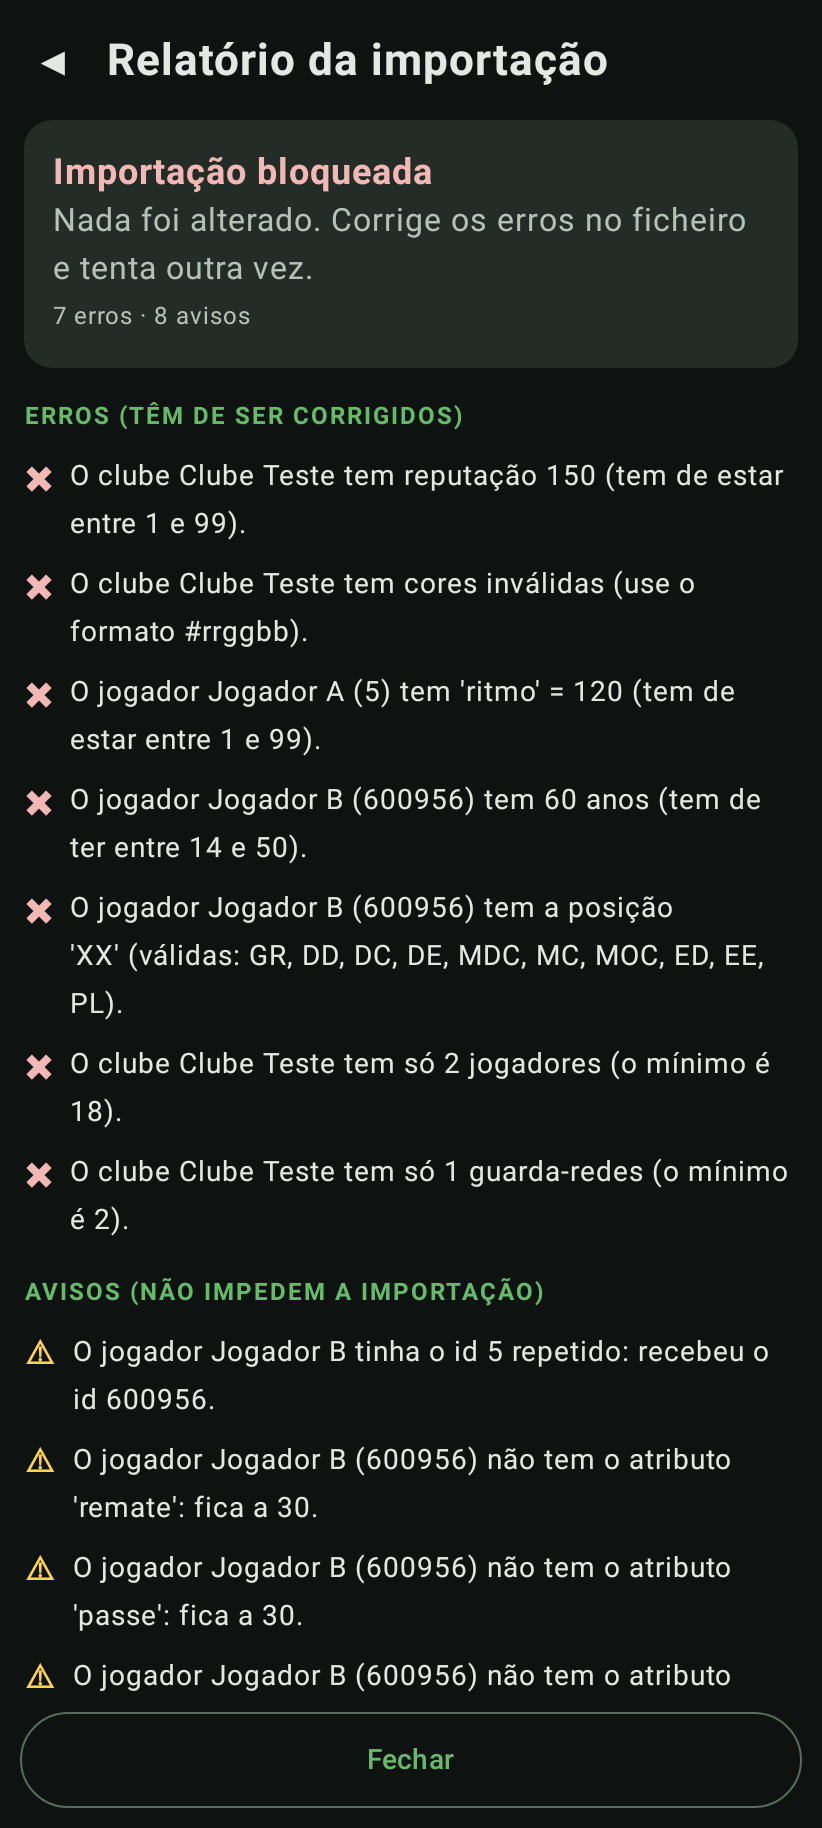 Relatório da importação
Importação bloqueada
Nada foi alterado. Corrige os erros no ficheiro
e tenta outra vez.
7 erros · 8 avisos
ERROS (TÊM DE SER CORRIGIDOS)
O clube Clube Teste tem reputação 150 (tem de estar
entre 1 e 99).
O clube Clube Teste tem cores inválidas (use o
formato #rrggbb).
O jogador Jogador A (5) tem 'ritmo' = 120 (tem de
estar entre 1 e 99).
O jogador Jogador B (600956) tem 60 anos (tem de
ter entre 14 e 50).
O jogador Jogador B (600956) tem a posição
'XX' (válidas: GR, DD, DC, DE, MDC, MC, MOC, ED, EE,
PL).
O clube Clube Teste tem só 2 jogadores (o mínimo é
18).
O clube Clube Teste tem só 1 guarda-redes (o mínimo
é 2).
AVISOS (NÃO IMPEDEM A IMPORTAÇÃO)
O jogador Jogador B tinha o id 5 repetido: recebeu o
id 600956.
O jogador Jogador B (600956) não tem o atributo
'remate': fica a 30.
O jogador Jogador B (600956) não tem o atributo
'passe': fica a 30.
O jogador Jogador B (600956) não tem o atributo
Fechar